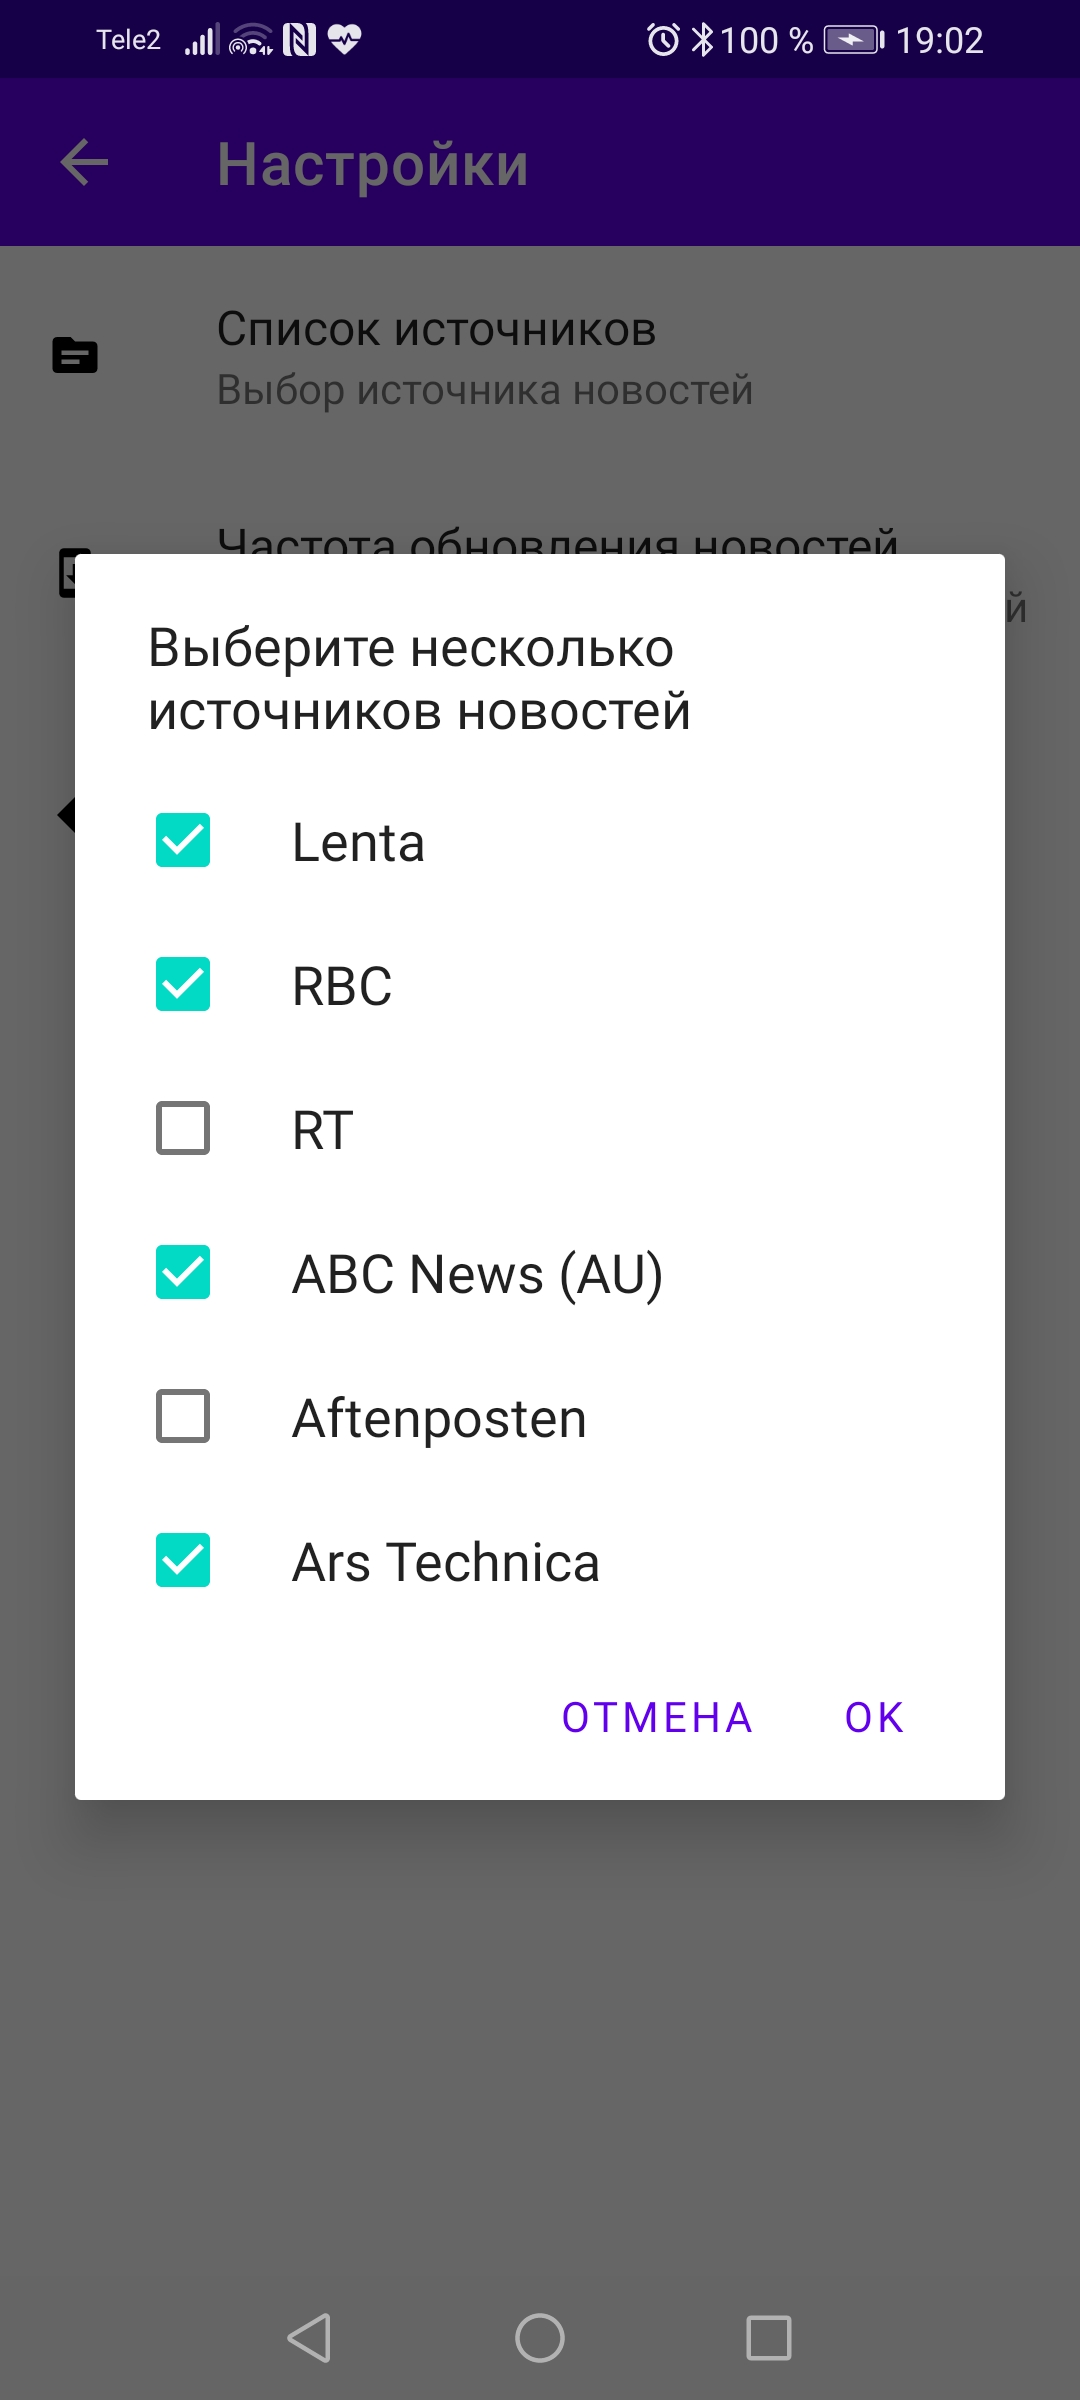 Tele2 100 % 19:02
Настройки
Список источников
Выбор источника новостей
Частота обновления новостей
й
Выберите несколько
источников новостей
Lenta
RBC
RT
ABC News (AU)
Aftenposten
Ars Technica
ОТМЕНА OK